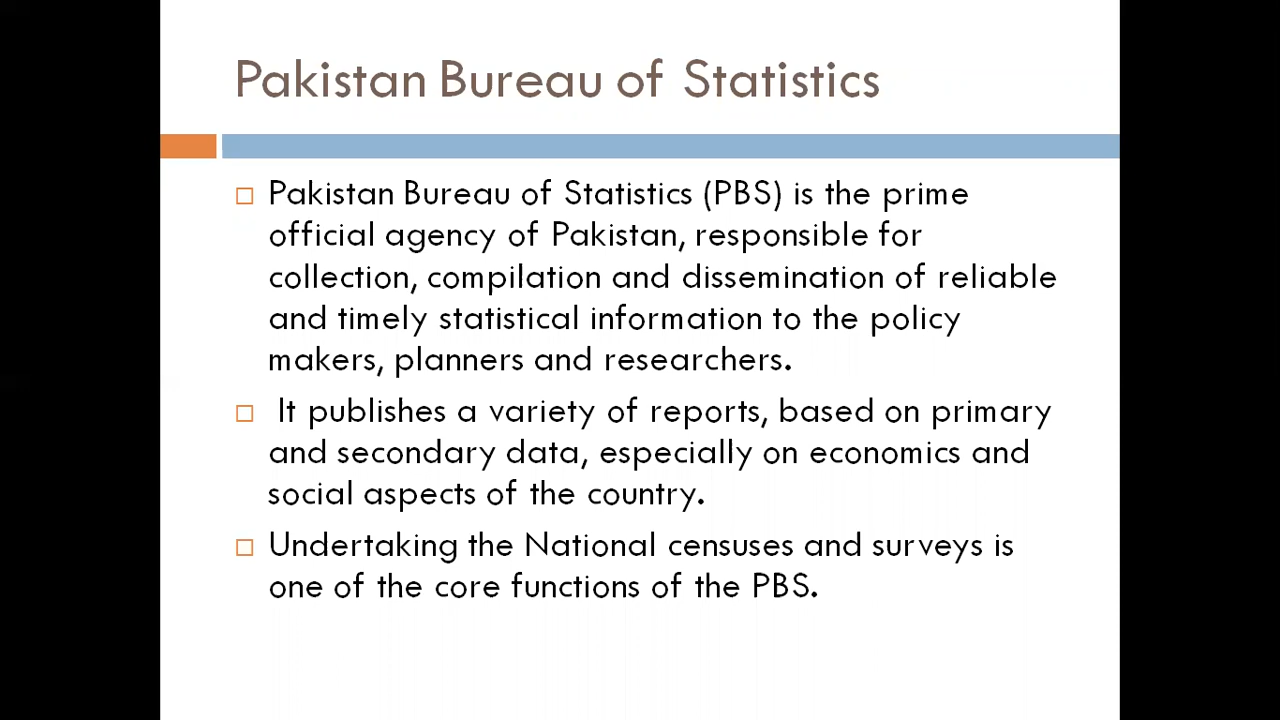 Pakistan Bureau of Statistics
Pakistan Bureau of Statistics (PBS) is the prime
official agency of Pakistan, responsible for
collection, compilation and dissemination of reliable
and timely statistical information to the policy
makers, planners and researchers.
It publishes a variety of reports, based on primary
and secondary data, especially on economics and
social aspects of the country.
Undertaking the National censuses and surveys is
one of the core functions of the PBS.